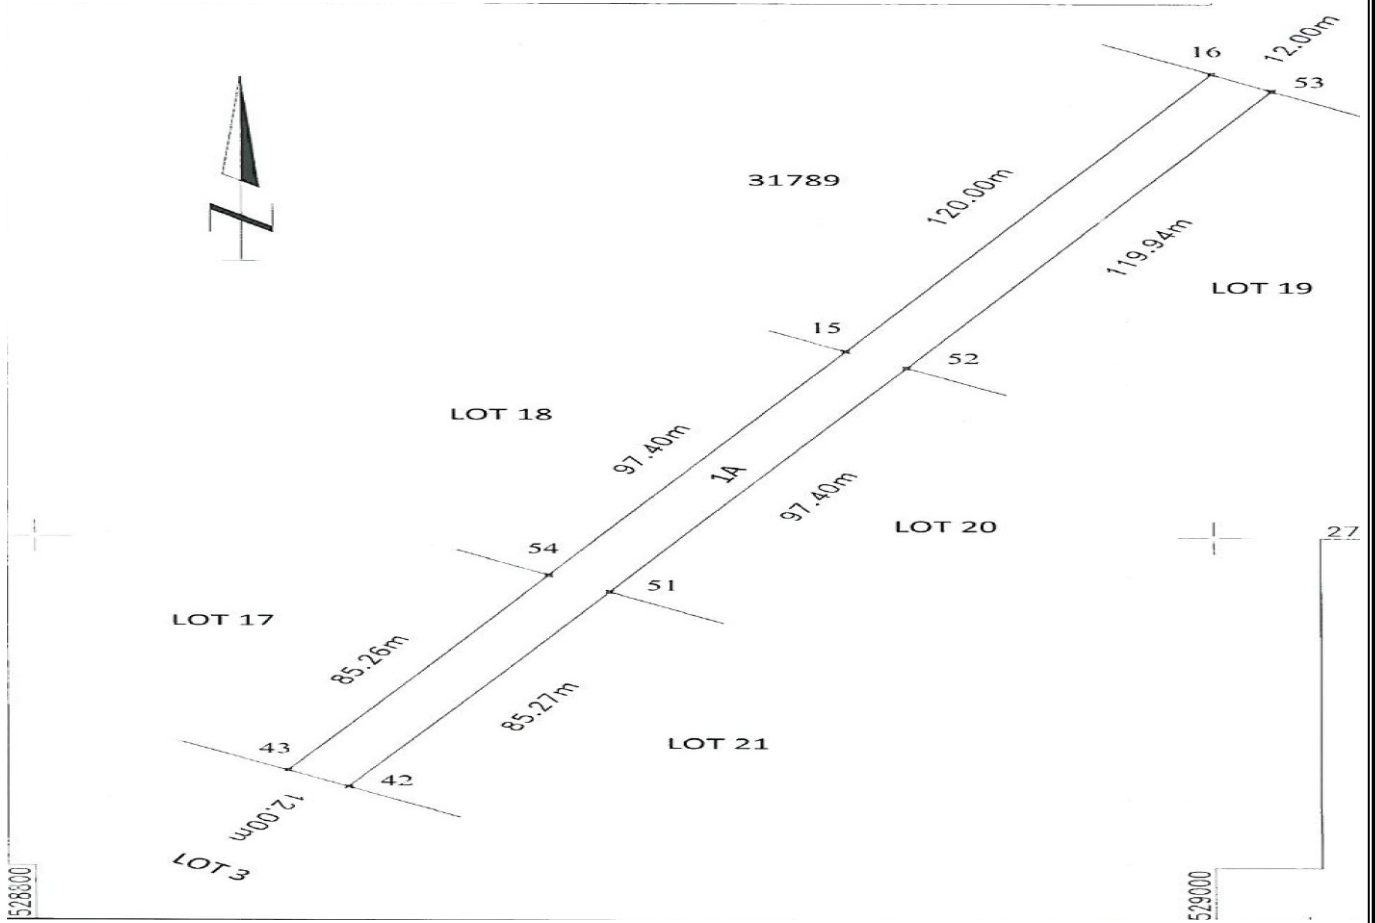 12.00m
16
53
31789
120.00m
119.94m
LOT 19
15
52
LOT 18
97.40m
1A
97.40m
LOT 20
27
54
51
LOT 17
85.26m
85.27m
43
LOT 21
42
12.00m
LOT 3
528800
529000